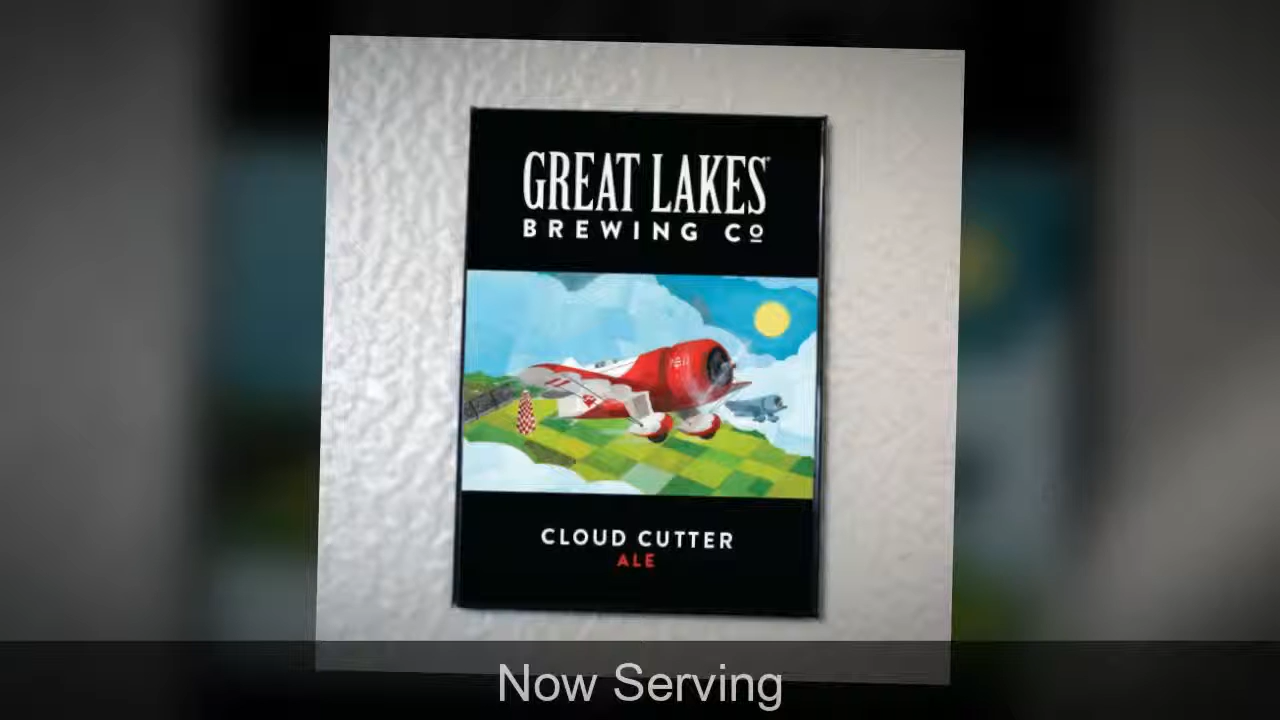 GREAT LAKES
BREWING Co
CLOUD CUTTER
ALE
Now Serving